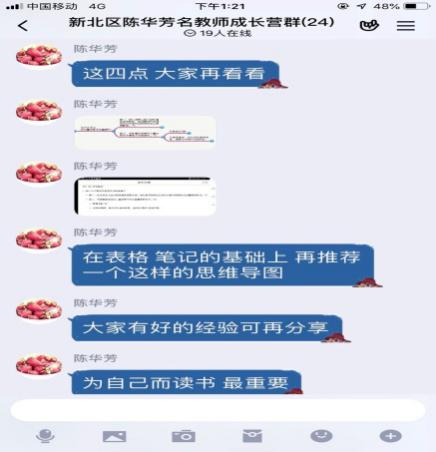 中国移动 4G 下午1:21 48%
新北区陈华芳名教师成长营群(24)
19人在线
陈华芳
这四点 大家再看看
陈华芳
陈华芳
陈华芳
在表格 笔记的基础上 再推荐
一个这样的思维导图
陈华芳
大家有好的经验可再分享
陈华芳
为自己而读书 最重要